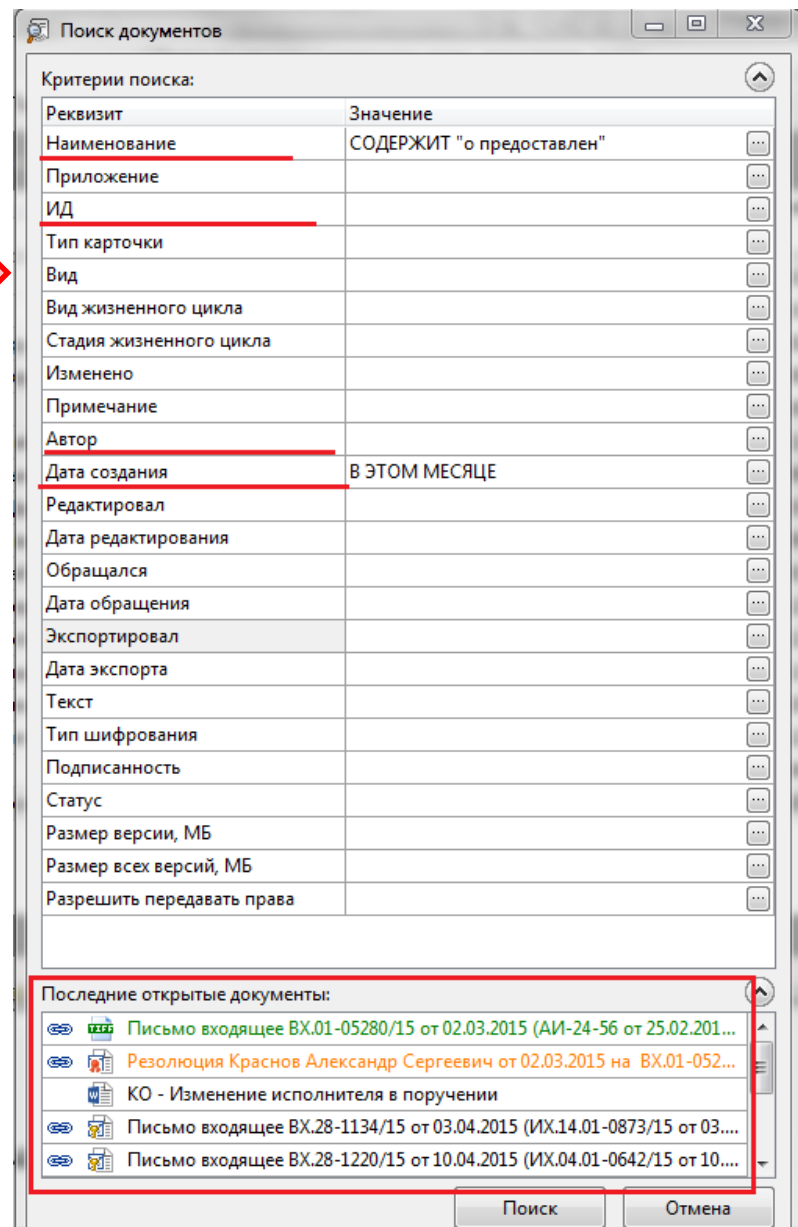 Поиск документов
Критерии поиска:
Реквизит Значение
Наименование СОДЕРЖИТ "о предоставлен"
Приложение
ИД
Тип карточки
Вид
Вид жизненного цикла
Стадия жизненного цикла
Изменено
Примечание
Автор
Дата создания В ЭТОМ МЕСЯЦЕ
Редактировал
Дата редактирования
Обращался
Дата обращения
Экспортировал
Дата экспорта
Текст
Тип шифрования
Подписанность
Статус
Размер версии, МБ
Размер всех версий, МБ
Разрешить передавать права
Последние открытые документы:
Письмо входящее ВХ.01-05280/15 от 02.03.2015 (АИ-24-56 от 25.02.201...
Резолюция Краснов Александр Сергеевич от 02.03.2015 на ВХ.01-052...
КО - Изменение исполнителя в поручении
Письмо входящее ВХ.28-1134/15 от 03.04.2015 (ИХ.14.01-0873/15 от 03....
Письмо входящее ВХ.28-1220/15 от 10.04.2015 (ИХ.04.01-0642/15 от 10....
Поиск Отмена